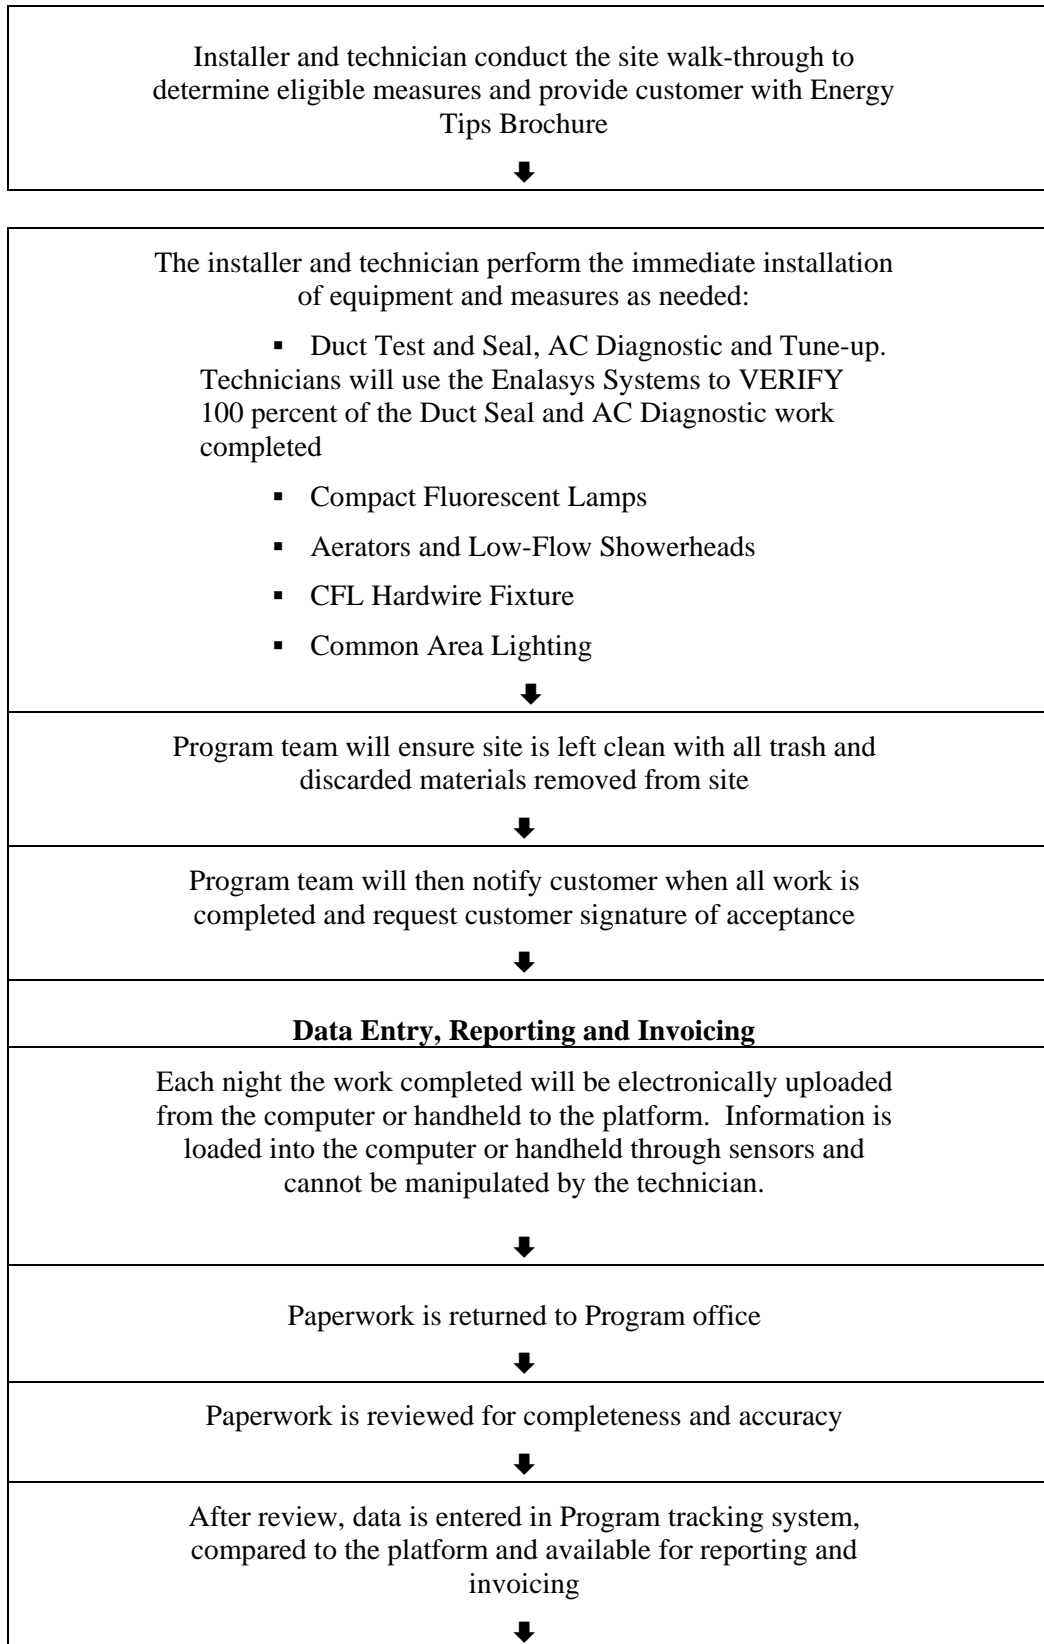 Installer and technician conduct the site walk-through to
determine eligible measures and provide customer with Energy
Tips Brochure
The installer and technician perform the immediate installation
of equipment and measures as needed:
▪ Duct Test and Seal, AC Diagnostic and Tune-up.
Technicians will use the Enalasys Systems to VERIFY
100 percent of the Duct Seal and AC Diagnostic work
completed
▪ Compact Fluorescent Lamps
▪ Aerators and Low-Flow Showerheads
▪ CFL Hardwire Fixture
▪ Common Area Lighting
Program team will ensure site is left clean with all trash and
discarded materials removed from site
Program team will then notify customer when all work is
completed and request customer signature of acceptance
Data Entry, Reporting and Invoicing
Each night the work completed will be electronically uploaded
from the computer or handheld to the platform.  Information is
loaded into the computer or handheld through sensors and
cannot be manipulated by the technician.
Paperwork is returned to Program office
Paperwork is reviewed for completeness and accuracy
After review, data is entered in Program tracking system,
compared to the platform and available for reporting and
invoicing